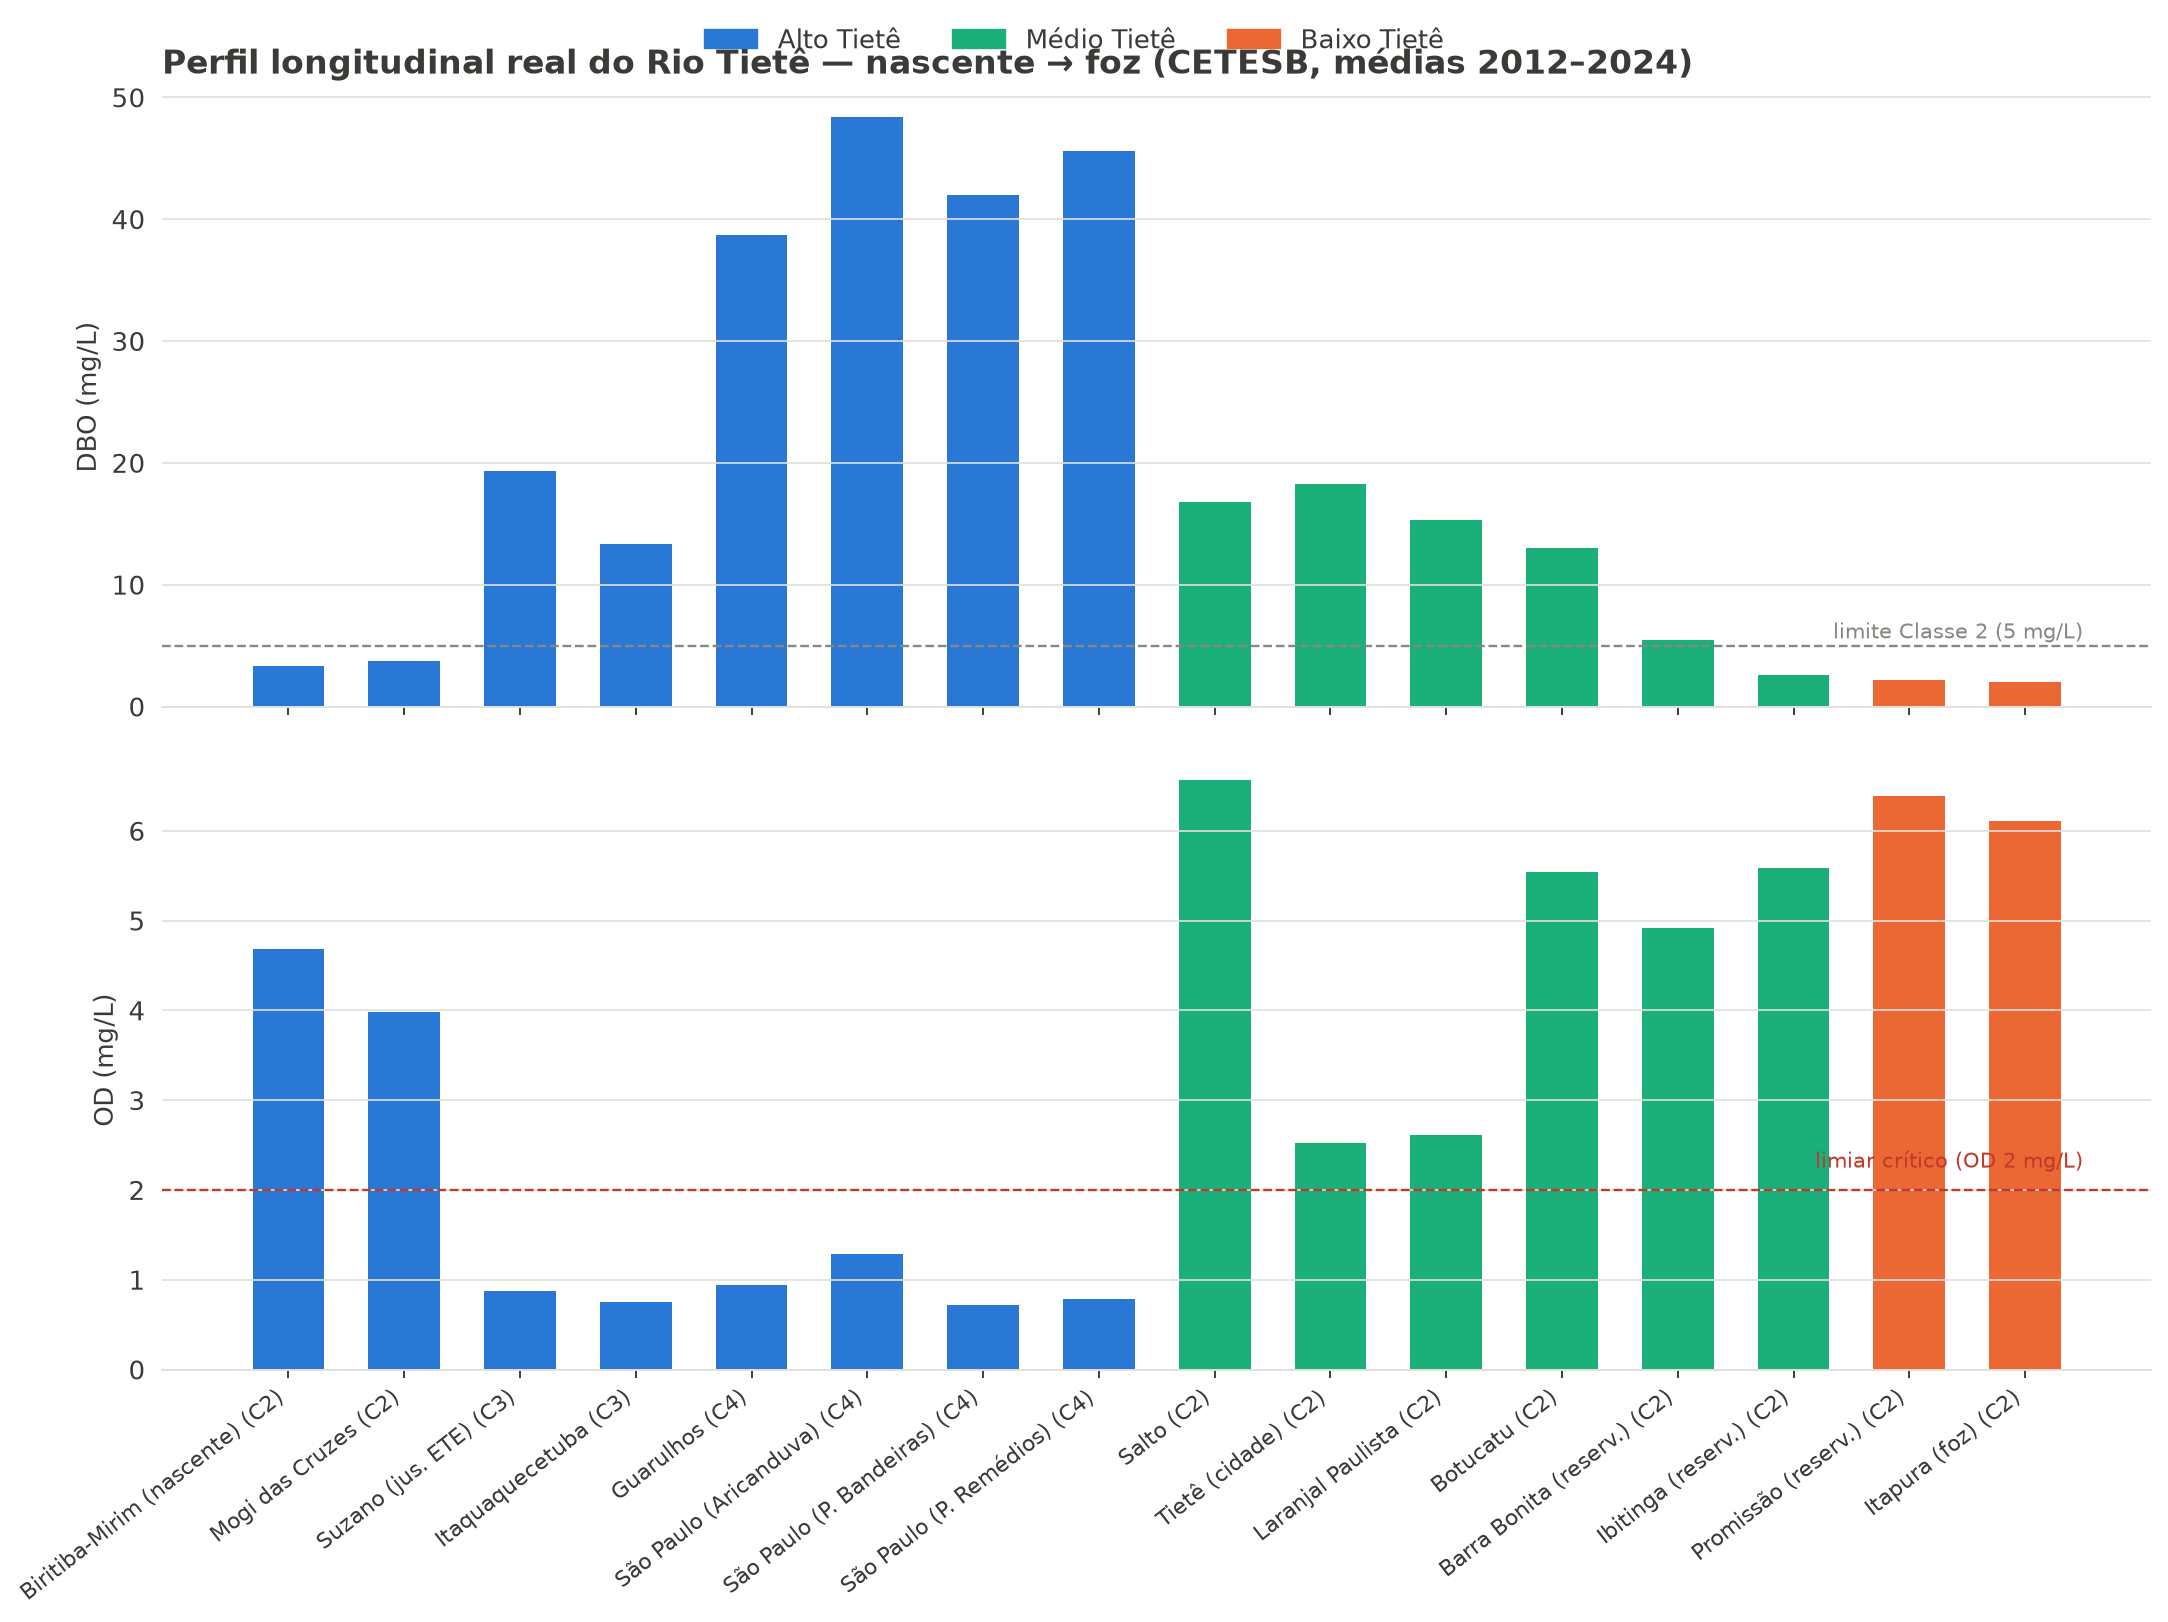 Alto Tietê
Médio Tietê
Baixo Tietê
Perfil longitudinal real do Rio Tietê — nascente → foz (CETESB, médias 2012–2024)
DBO (mg/L)
50
40
30
20
10
0
limite Classe 2 (5 mg/L)
OD (mg/L)
6
5
4
3
2
1
0
limiar crítico (OD 2 mg/L)
Biritiba-Mirim (nascente) (C2)
Mogi das Cruzes (C2)
Suzano (jus. ETE) (C3)
Itaquaquecetuba (C3)
Guarulhos (C4)
São Paulo (Aricanduva) (C4)
São Paulo (P. Bandeiras) (C4)
São Paulo (P. Remédios) (C4)
Salto (C2)
Tietê (cidade) (C2)
Laranjal Paulista (C2)
Botucatu (C2)
Barra Bonita (reserv.) (C2)
Ibitinga (reserv.) (C2)
Promissão (reserv.) (C2)
Itapura (foz) (C2)